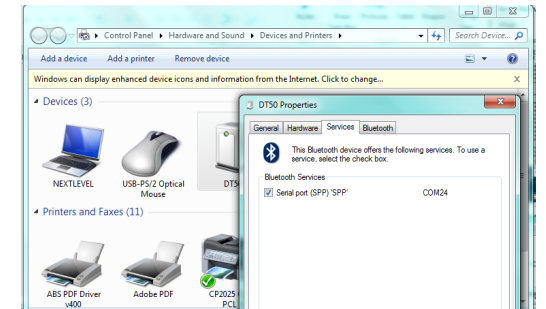 Control Panel ▸ Hardware and Sound ▸ Devices and Printers ▸
Search Device...
Add a device Add a printer Remove device
Windows can display enhanced device icons and information from the Internet. Click to change...
x
Devices (3)
NEXTLEVEL
USB-PS/2 Optical
Mouse
DT5
Printers and Faxes (11)
ABS PDF Driver
v400
Adobe PDF
CP2025
PCL
DT50 Properties
General Hardware Services Bluetooth
This Bluetooth device offers the following services. To use a
service, select the check box.
Bluetooth Services
Serial port (SPP) 'SPP' COM24